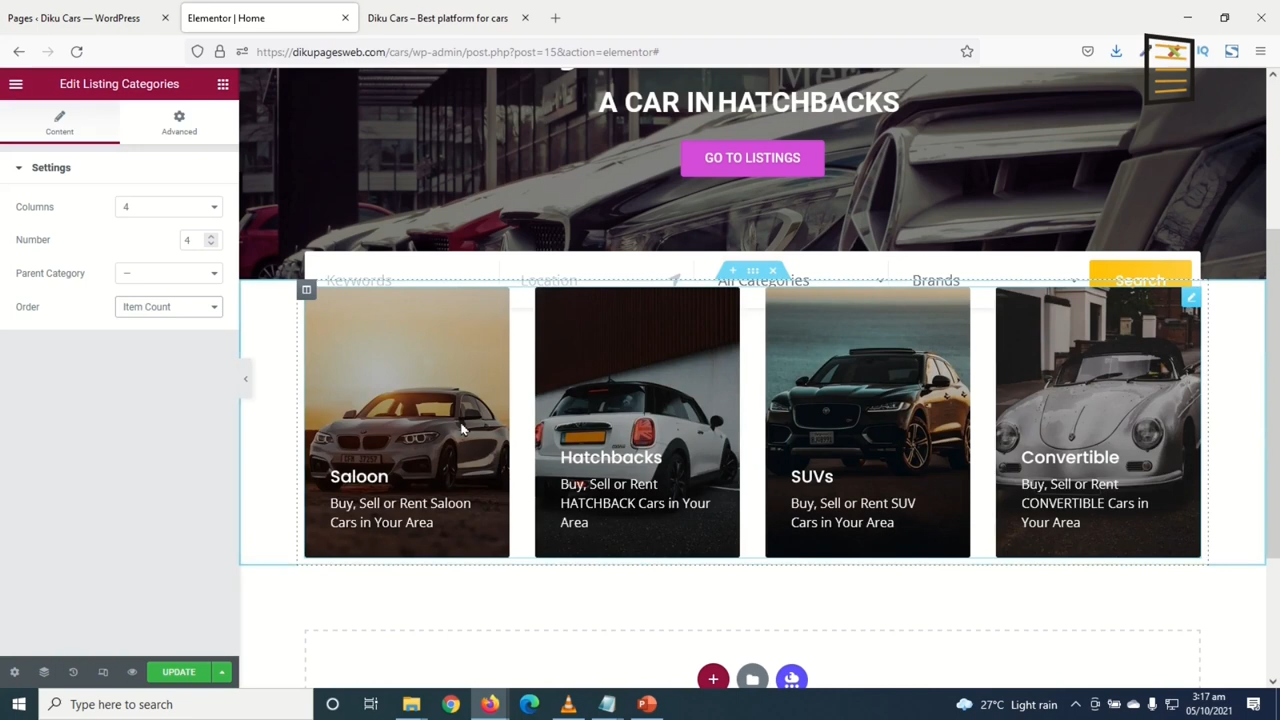 Pages ‹ Diku Cars — WordPress
Elementor | Home
Diku Cars – Best platform for cars
https://dikupagesweb.com/cars/wp-admin/post.php?post=15&action=elementor#
IQ
Edit Listing Categories
Content
Advanced
Settings
Columns
4
Number
4
Parent Category
—
Order
Item Count
UPDATE
A CAR IN HATCHBACKS
GO TO LISTINGS
Keywords
Location
All Categories
Brands
Search
Saloon
Buy, Sell or Rent Saloon
Cars in Your Area
Hatchbacks
Buy, Sell or Rent
HATCHBACK Cars in Your
Area
SUVs
Buy, Sell or Rent SUV
Cars in Your Area
Convertible
Buy, Sell or Rent
CONVERTIBLE Cars in
Your Area
Type here to search
27°C Light rain
3:17 am
05/10/2021